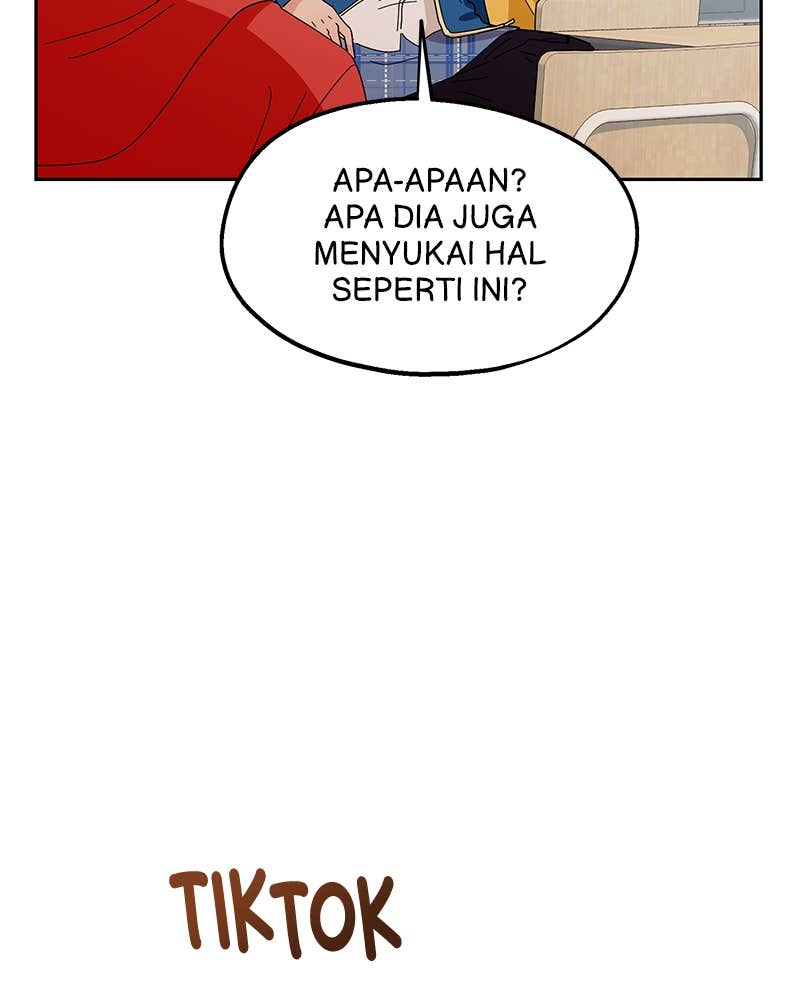 APA-APAAN?
APA DIA JUGA
MENYUKAI HAL
SEPERTI INI?
TIKTOK